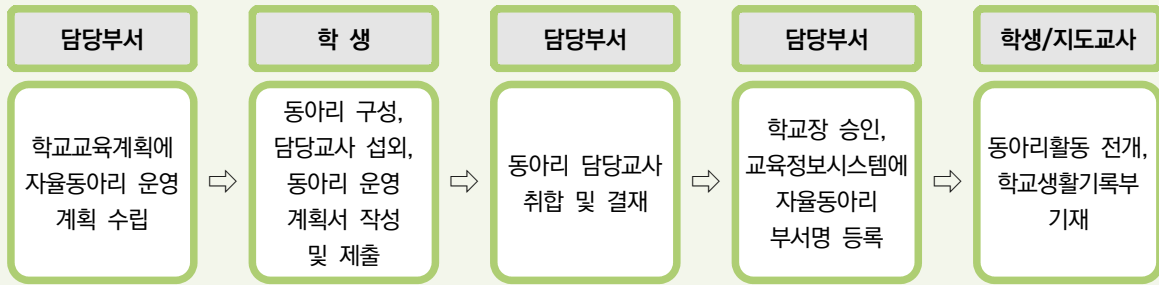 담당부서
학교교육계획에
자율동아리 운영
계획 수립
⇨
학 생
동아리 구성,
담당교사 섭외,
동아리 운영
계획서 작성
및 제출
⇨
담당부서
동아리 담당교사
취합 및 결재
⇨
담당부서
학교장 승인,
교육정보시스템에
자율동아리
부서명 등록
⇨
학생/지도교사
동아리활동 전개,
학교생활기록부
기재